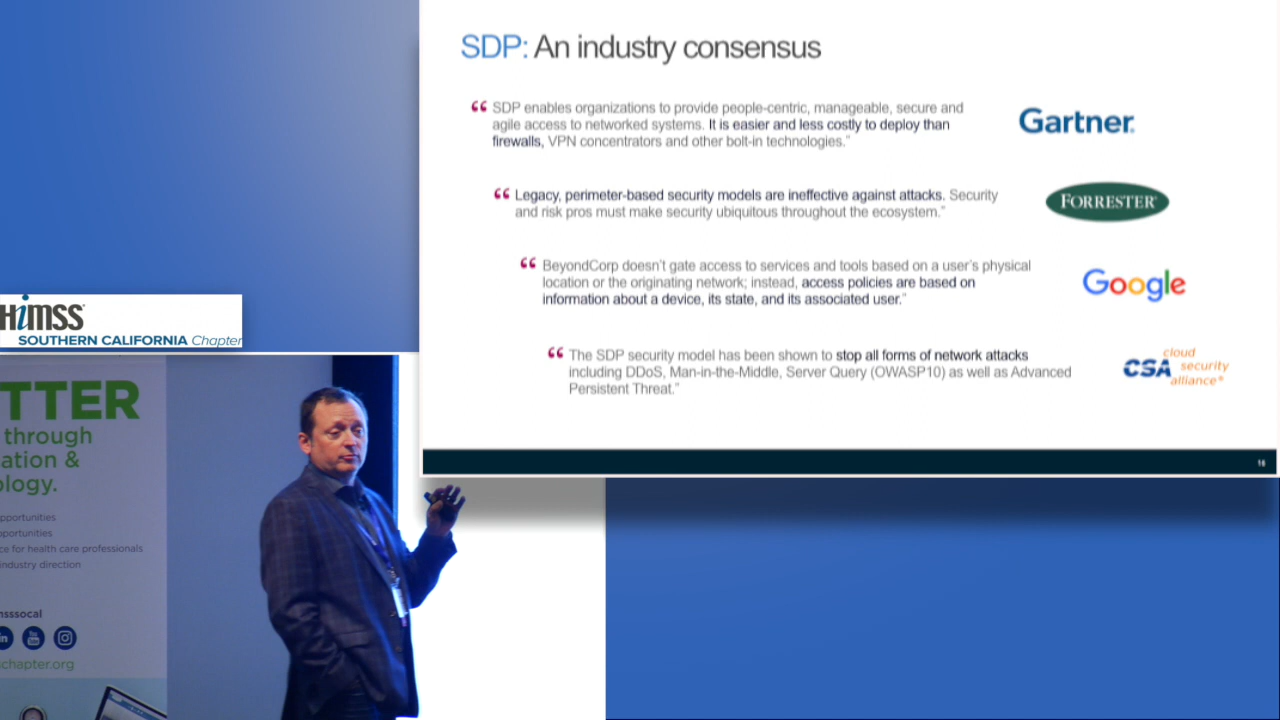 SDP: An industry consensus
“ SDP enables organizations to provide people-centric, manageable, secure and
agile access to networked systems. It is easier and less costly to deploy than
firewalls, VPN concentrators and other bolt-in technologies.”
Gartner
“ Legacy, perimeter-based security models are ineffective against attacks. Security
and risk pros must make security ubiquitous throughout the ecosystem.”
FORRESTER
“ BeyondCorp doesn’t gate access to services and tools based on a user’s physical
location or the originating network; instead, access policies are based on
information about a device, its state, and its associated user.”
Google
“ The SDP security model has been shown to stop all forms of network attacks
including DDoS, Man-in-the-Middle, Server Query (OWASP10) as well as Advanced
Persistent Threat.”
CSA cloud
security
alliance®
16
HiMSS
SOUTHERN CALIFORNIA Chapter
TTER
through
ation &
ology.
pportunities
pportunities
ce for health care professionals
industry direction
msssocal
in You Tube
chapter.org